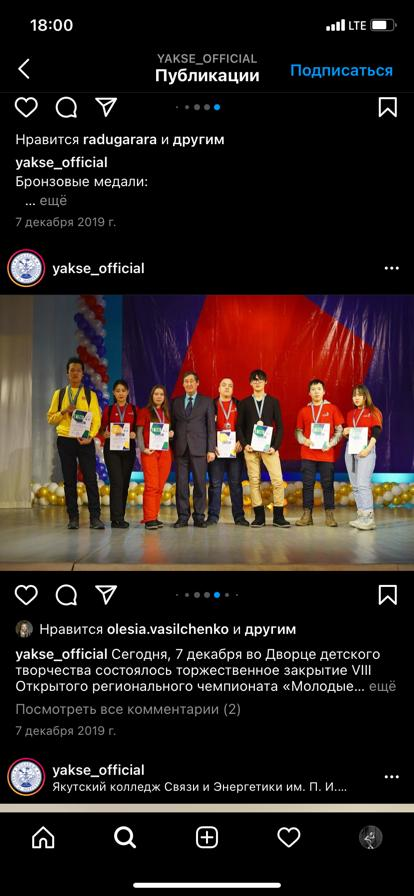 18:00
LTE
YAKSE_OFFICIAL
Публикации
Подписаться
Нравится radugarara и другим
yakse_official
Бронзовые медали:
... ещё
7 декабря 2019 г.
yakse_official
Нравится olesia.vasilchenko и другим
yakse_official Сегодня, 7 декабря во Дворце детского
творчества состоялось торжественное закрытие VIII
Открытого регионального чемпионата «Молодые... ещё
Посмотреть все комментарии (2)
7 декабря 2019 г.
yakse_official
Якутский колледж Связи и Энергетики им. П. И....